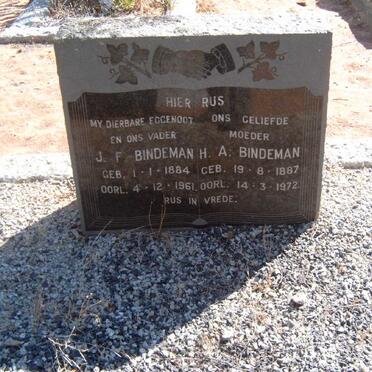 HIER RUS
MY DIERBARE EGGENOOT ONS GELIEFDE
EN ONS VADER MOEDER
J. F. BINDEMAN H. A. BINDEMAN
GEB. 1-1-1884 GEB. 19-8-1887
OORL. 4-12-1961. OORL. 14-3-1972.
RUS IN VREDE.